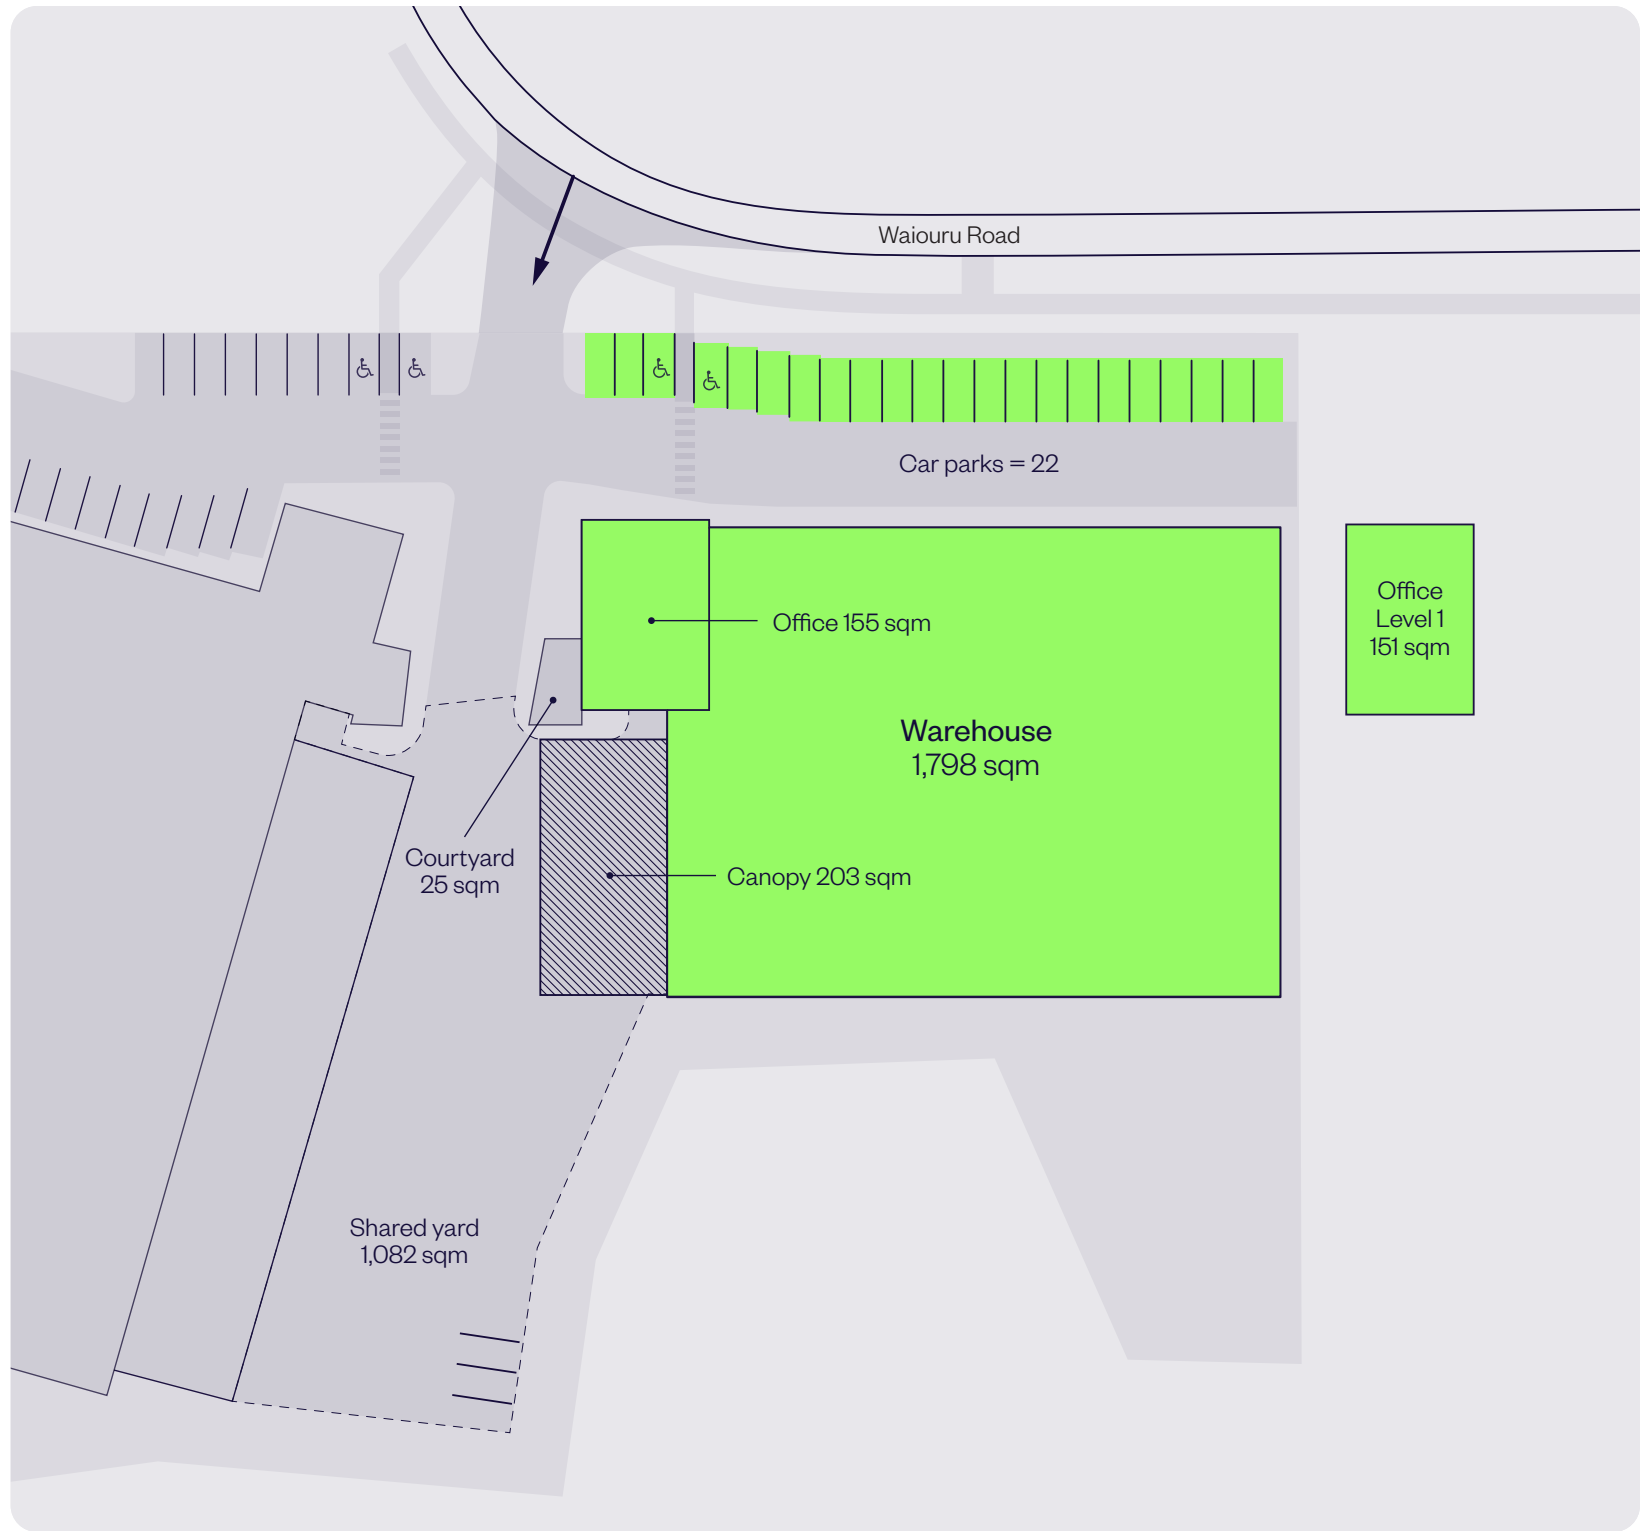 Waiouru Road
Car parks = 22
Office 155 sqm
Office
Level 1
151 sqm
Warehouse
1,798 sqm
Courtyard
25 sqm
Canopy 203 sqm
Shared yard
1,082 sqm